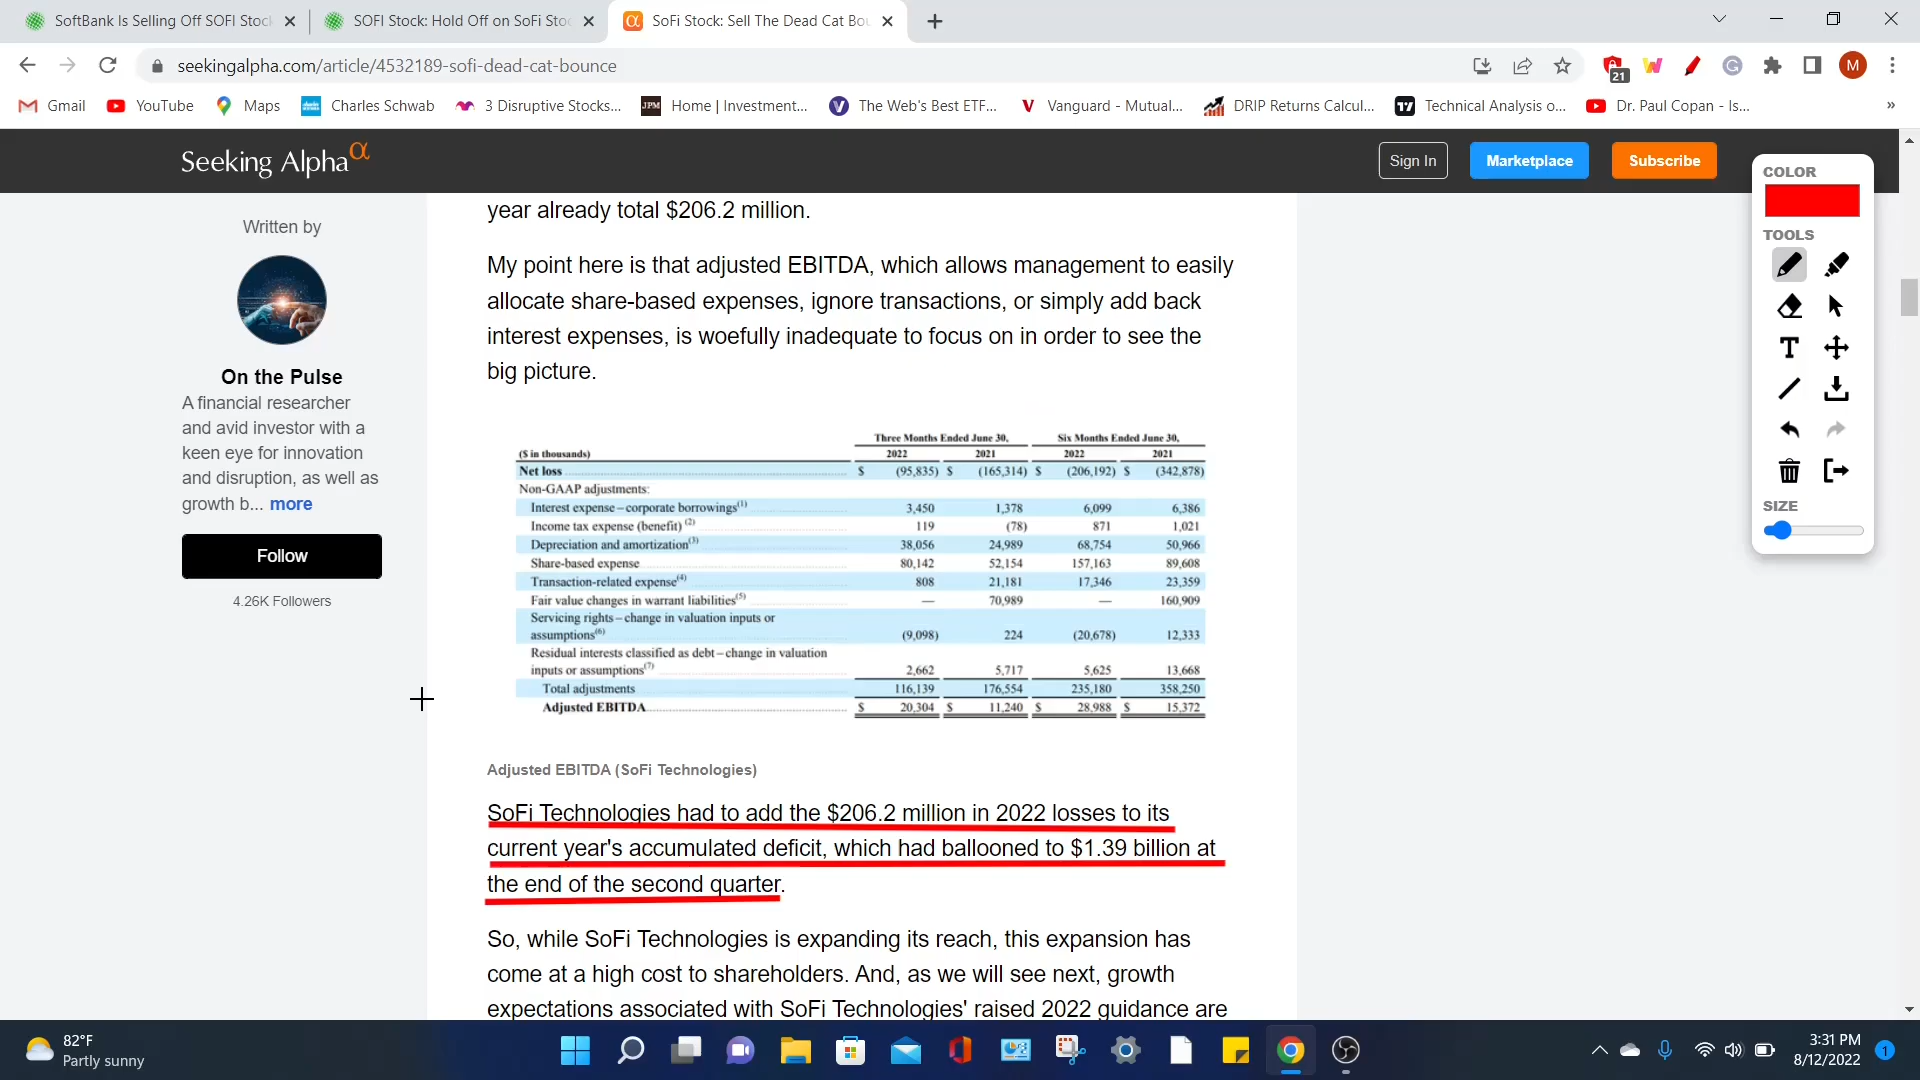 SoftBank Is Selling Off SOFI Stock
SOFI Stock: Hold Off on SoFi Stoc
SoFi Stock: Sell The Dead Cat Bou
seekingalpha.com/article/4532189-sofi-dead-cat-bounce
21
M
Gmail
YouTube
Maps
Charles Schwab
3 Disruptive Stocks...
JPM
Home | Investment...
The Web's Best ETF...
Vanguard - Mutual...
DRIP Returns Calcul...
Technical Analysis o...
Dr. Paul Copan - Is...
»
Seeking Alpha α
Sign In
Marketplace
Subscribe
COLOR
TOOLS
T
SIZE
Written by
On the Pulse
A financial researcher
and avid investor with a
keen eye for innovation
and disruption, as well as
growth b... more
Follow
4.26K Followers
year already total $206.2 million.
My point here is that adjusted EBITDA, which allows management to easily
allocate share-based expenses, ignore transactions, or simply add back
interest expenses, is woefully inadequate to focus on in order to see the
big picture.
Three Months Ended June 30, Six Months Ended June 30,
($ in thousands) 2022 2021 2022 2021
Net loss $ (95,835) $ (165,314) $ (206,192) $ (342,878)
Non-GAAP adjustments:
Interest expense – corporate borrowings(1) 3,450 1,378 6,099 6,386
Income tax expense (benefit) (2) 119 (78) 871 1,021
Depreciation and amortization(3) 38,056 24,989 68,754 50,966
Share-based expense 80,142 52,154 157,163 89,608
Transaction-related expense(4) 808 21,181 17,346 23,359
Fair value changes in warrant liabilities(5) — 70,989 — 160,909
Servicing rights – change in valuation inputs or
assumptions(6) (9,098) 224 (20,678) 12,333
Residual interests classified as debt – change in valuation
inputs or assumptions(7) 2,662 5,717 5,625 13,668
Total adjustments 116,139 176,554 235,180 358,250
Adjusted EBITDA $ 20,304 $ 11,240 $ 28,988 $ 15,372
Adjusted EBITDA (SoFi Technologies)
SoFi Technologies had to add the $206.2 million in 2022 losses to its
current year's accumulated deficit, which had ballooned to $1.39 billion at
the end of the second quarter.
So, while SoFi Technologies is expanding its reach, this expansion has
come at a high cost to shareholders. And, as we will see next, growth
expectations associated with SoFi Technologies' raised 2022 guidance are
82°F
Partly sunny
3:31 PM
8/12/2022
1